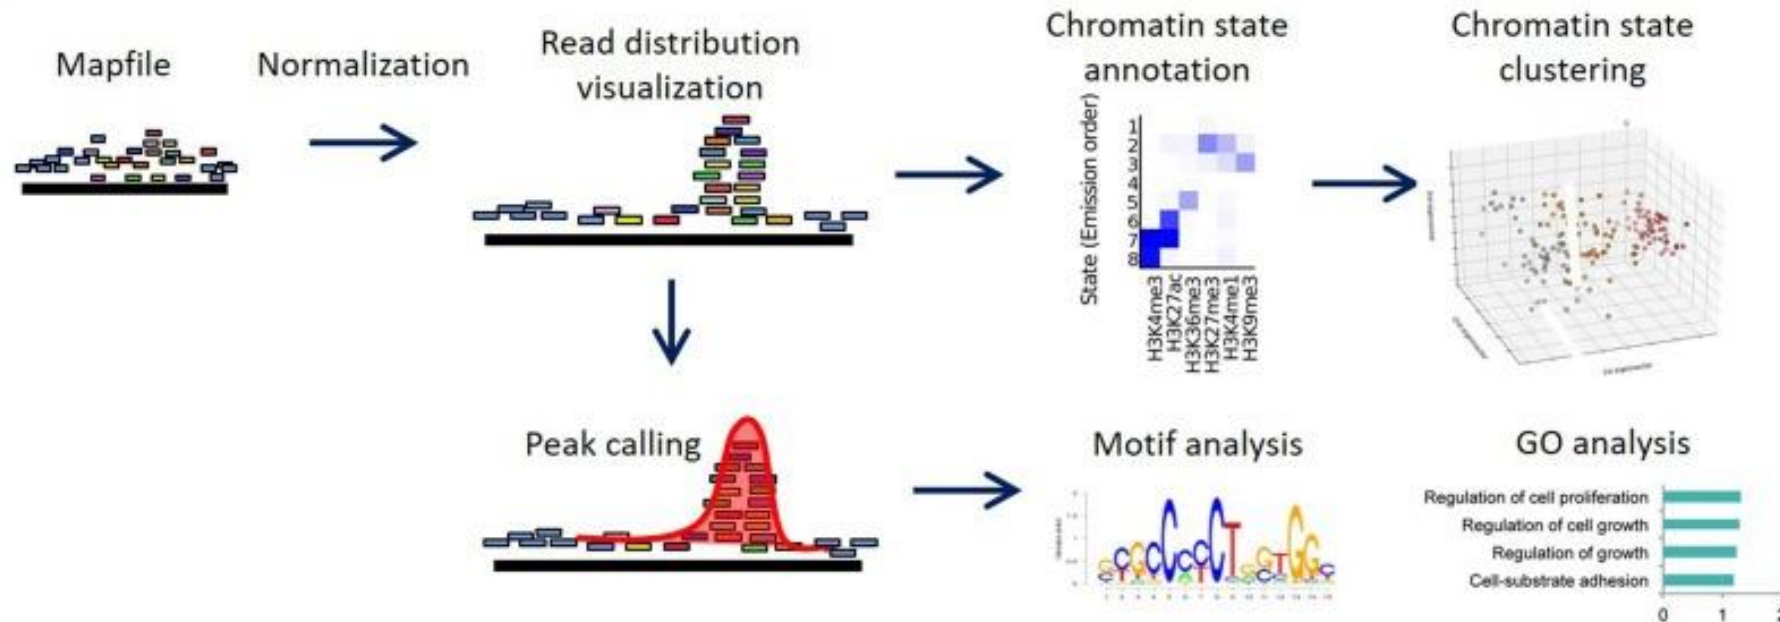 Mapfile
Normalization
Read distribution
visualization
Chromatin state
annotation
Chromatin state
clustering
State (Emission order)
1
2
3
4
5
6
7
8
H3K4me3
H3K27ac
H3K36me3
H3K27me3
H3K4me1
H3K9me3
Peak calling
Motif analysis
GO analysis
Regulation of cell proliferation
Regulation of cell growth
Regulation of growth
Cell-substrate adhesion
0 1 2